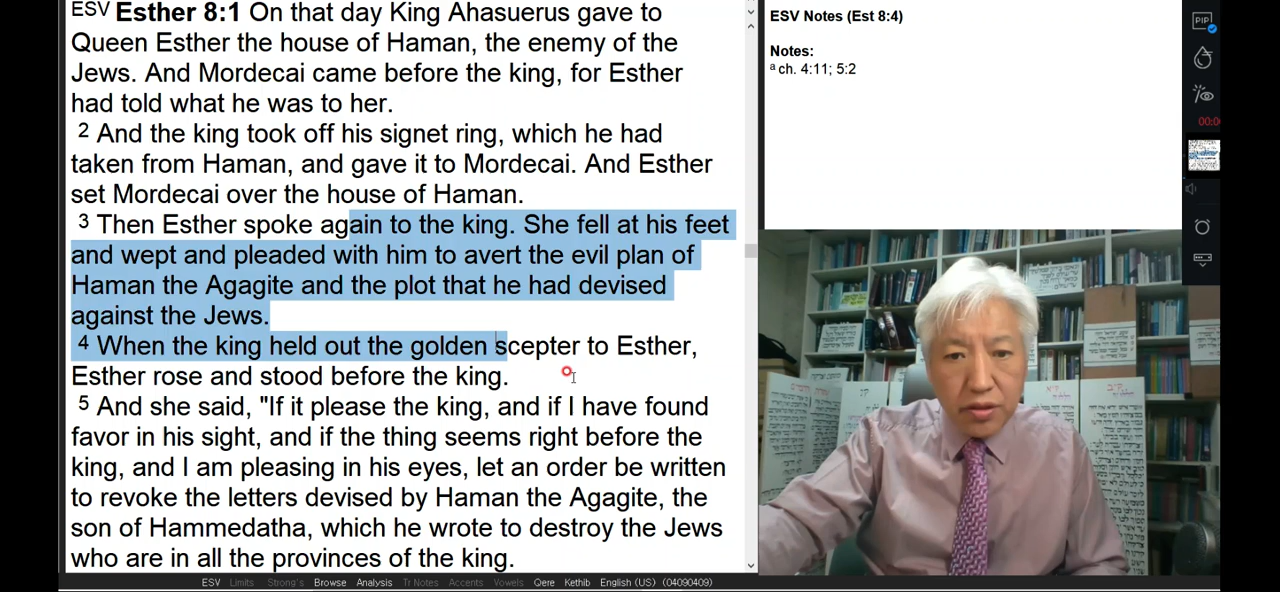 ESV Esther 8:1 On that day King Ahasuerus gave to
Queen Esther the house of Haman, the enemy of the
Jews. And Mordecai came before the king, for Esther
had told what he was to her.
2 And the king took off his signet ring, which he had
taken from Haman, and gave it to Mordecai. And Esther
set Mordecai over the house of Haman.
3 Then Esther spoke again to the king. She fell at his feet
and wept and pleaded with him to avert the evil plan of
Haman the Agagite and the plot that he had devised
against the Jews.
4 When the king held out the golden scepter to Esther,
Esther rose and stood before the king.
5 And she said, "If it please the king, and if I have found
favor in his sight, and if the thing seems right before the
king, and I am pleasing in his eyes, let an order be written
to revoke the letters devised by Haman the Agagite, the
son of Hammedatha, which he wrote to destroy the Jews
who are in all the provinces of the king.
ESV Notes (Est 8:4)
Notes:
a ch. 4:11; 5:2
PIP
00:0
ESV Limits Strong's Browse Analysis Tr Notes Accents Vowels Qere Kethib English (US) (04090409)